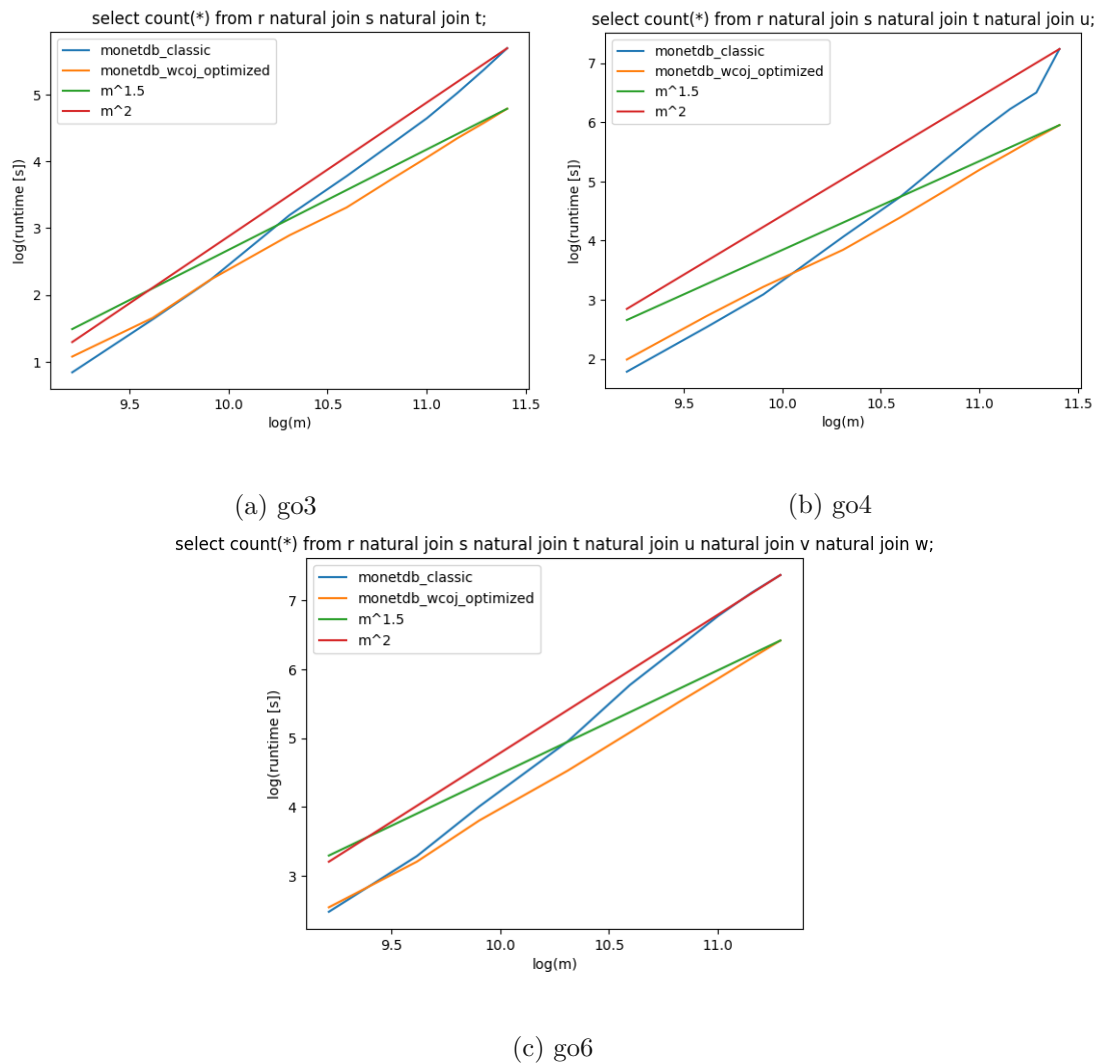 select count(*) from r natural join s natural join t;
monetdb_classic
monetdb_wcoj_optimized
m^1.5
m^2
5
4
3
2
1
log(runtime [s])
9.5 10.0 10.5 11.0 11.5
log(m)
(a) go3
select count(*) from r natural join s natural join t natural join u;
monetdb_classic
monetdb_wcoj_optimized
m^1.5
m^2
7
6
5
4
3
2
log(runtime [s])
9.5 10.0 10.5 11.0 11.5
log(m)
(b) go4
select count(*) from r natural join s natural join t natural join u natural join v natural join w;
monetdb_classic
monetdb_wcoj_optimized
m^1.5
m^2
7
6
5
4
3
log(runtime [s])
9.5 10.0 10.5 11.0
log(m)
(c) go6